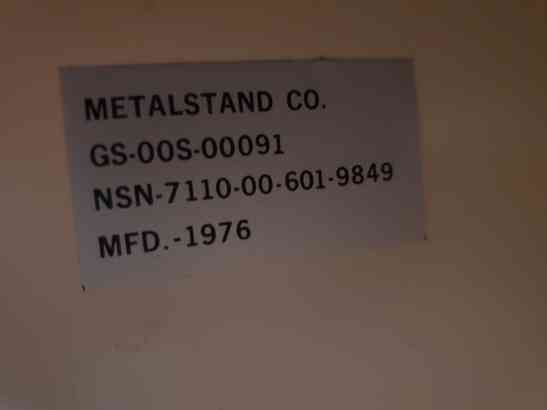 METALSTAND CO.
GS-00S-00091
NSN-7110-00-601-9849
MFD.-1976